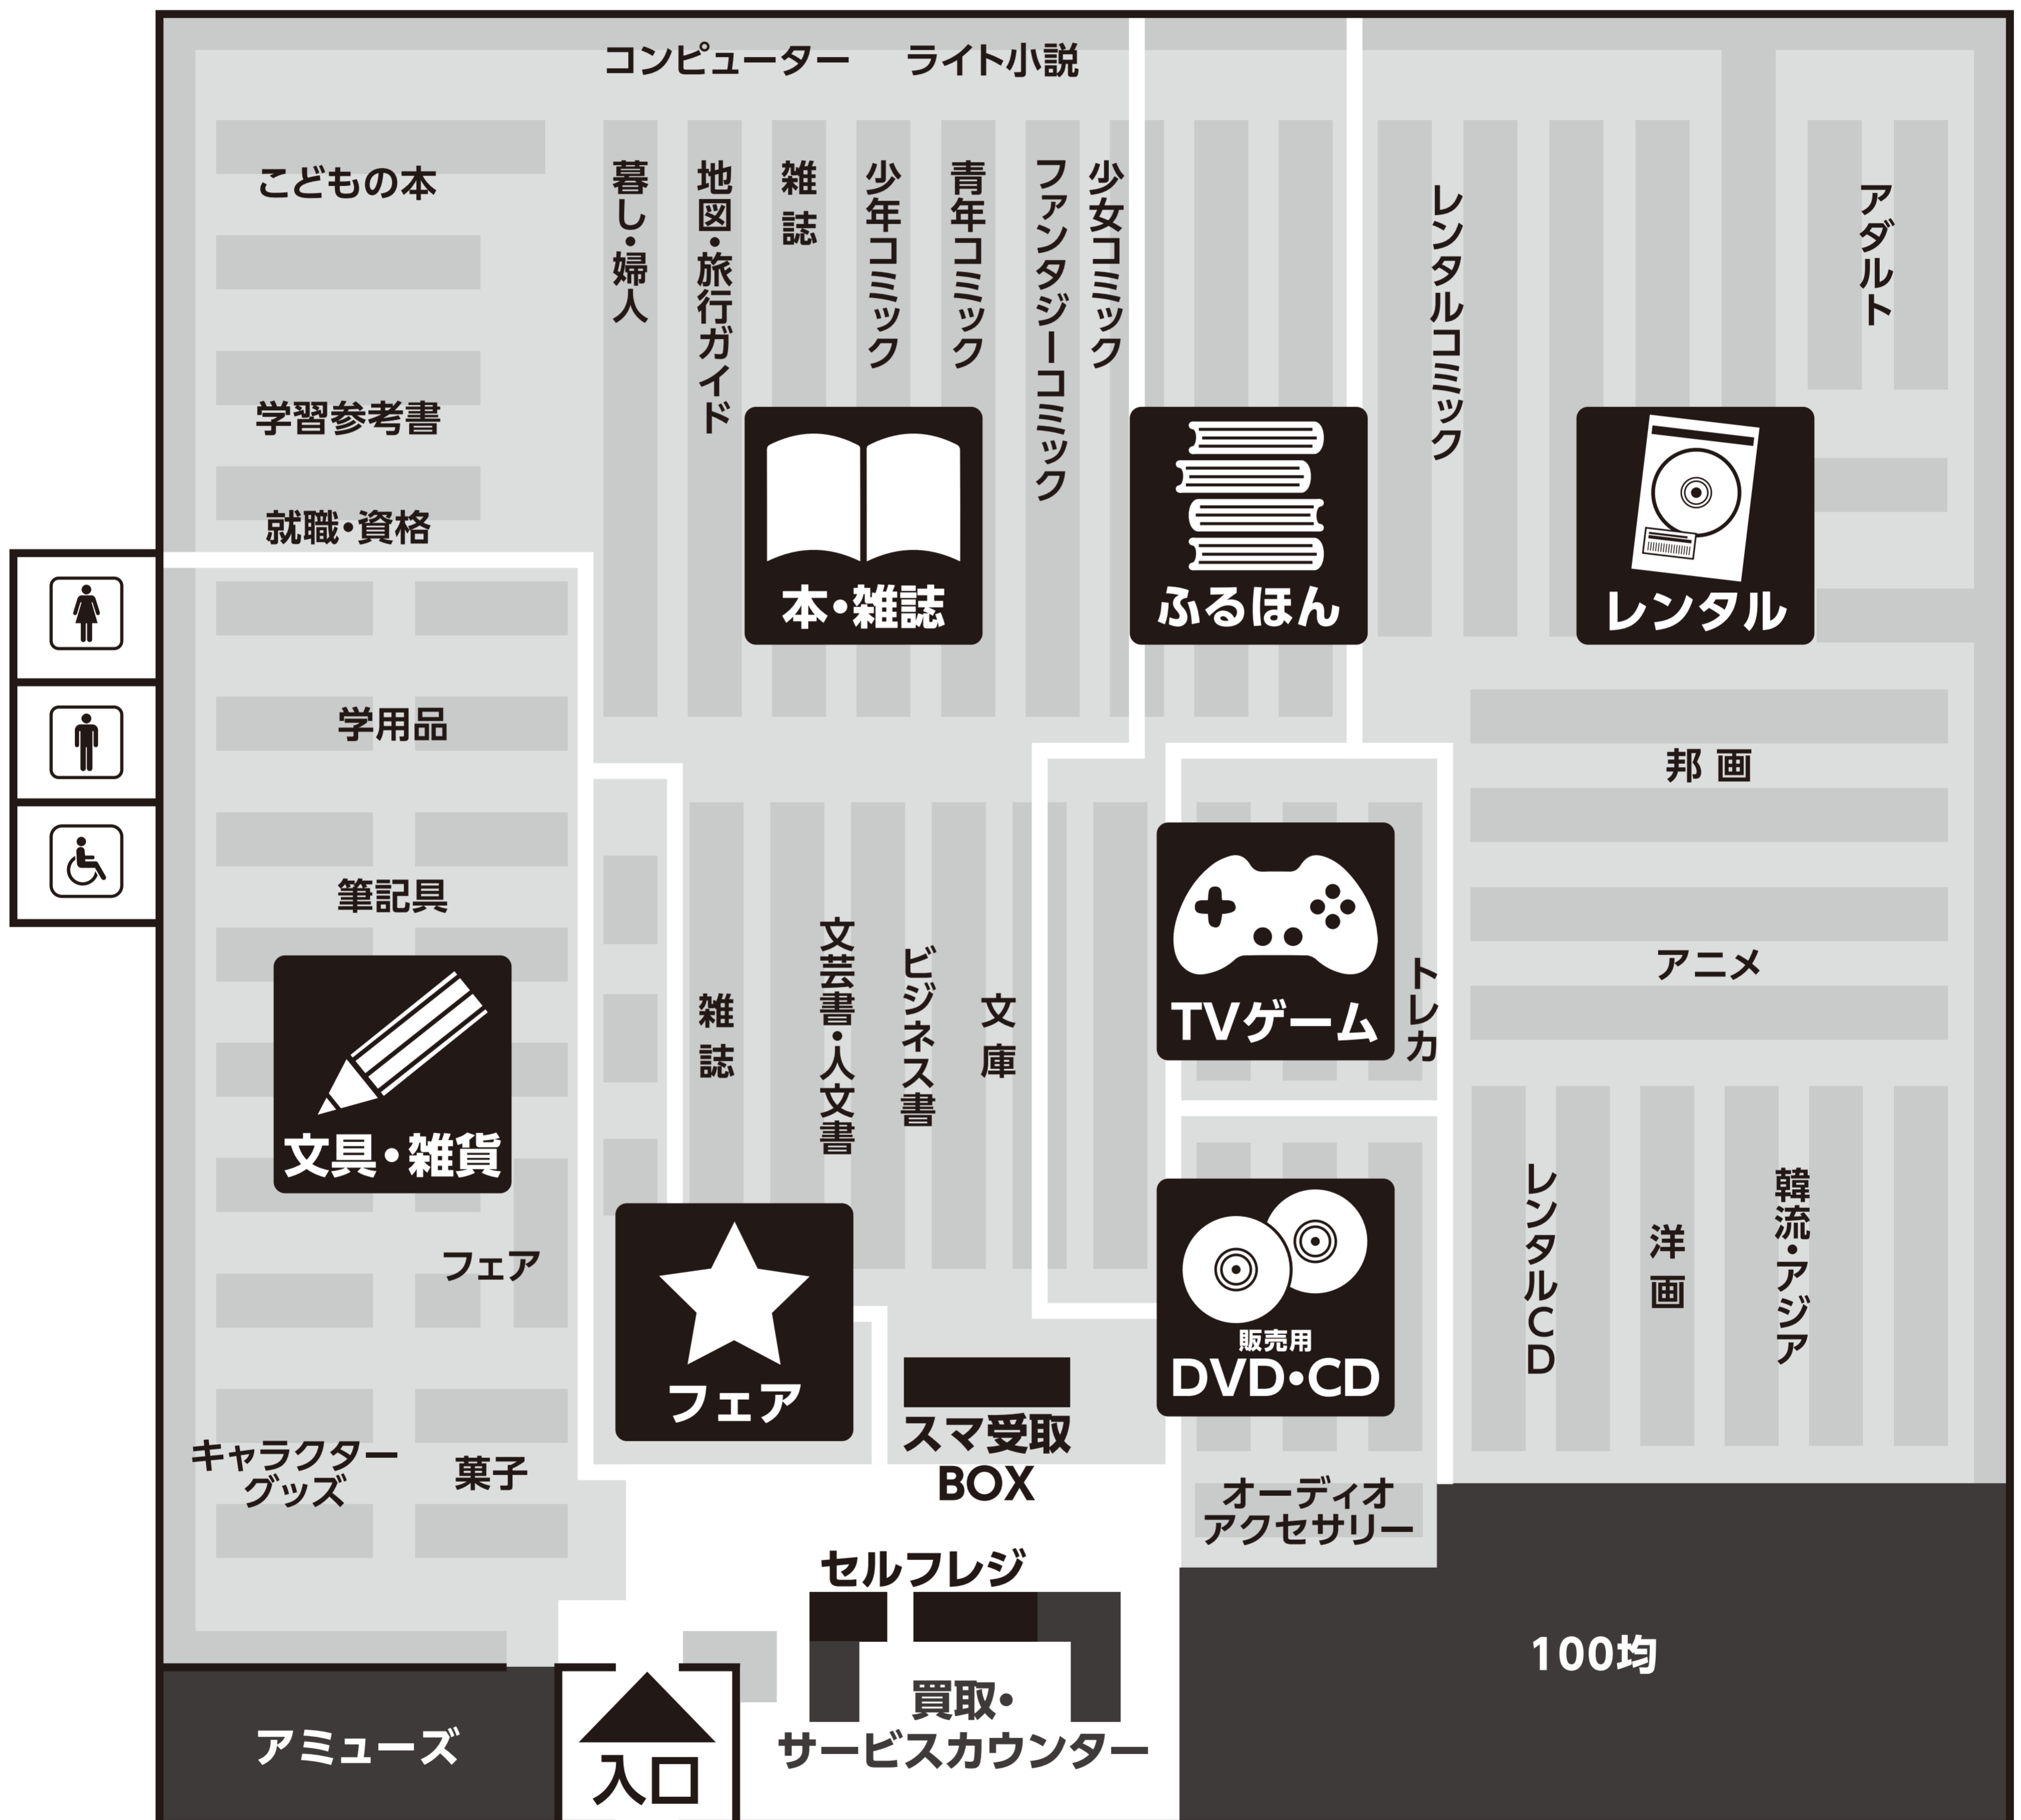 コンピューター
ライト小説
こどもの本
学習参考書
就職・資格
暮し・婦人
地図・旅行ガイド
雑誌
少年コミック
青年コミック
ファンタジーコミック
少女コミック
レンタルコミック
アダルト
本・雑誌
ふるほん
レンタル
学用品
筆記具
文具・雑貨
フェア
キャラクター
グッズ
菓子
雑誌
文芸書・人文書
ビジネス書
文庫
フェア
TVゲーム
トレカ
販売用
DVD・CD
邦画
アニメ
レンタルCD
洋画
韓流・アジア
スマ受取
BOX
オーディオ
アクセサリー
セルフレジ
買取・
サービスカウンター
100均
アミューズ
入口